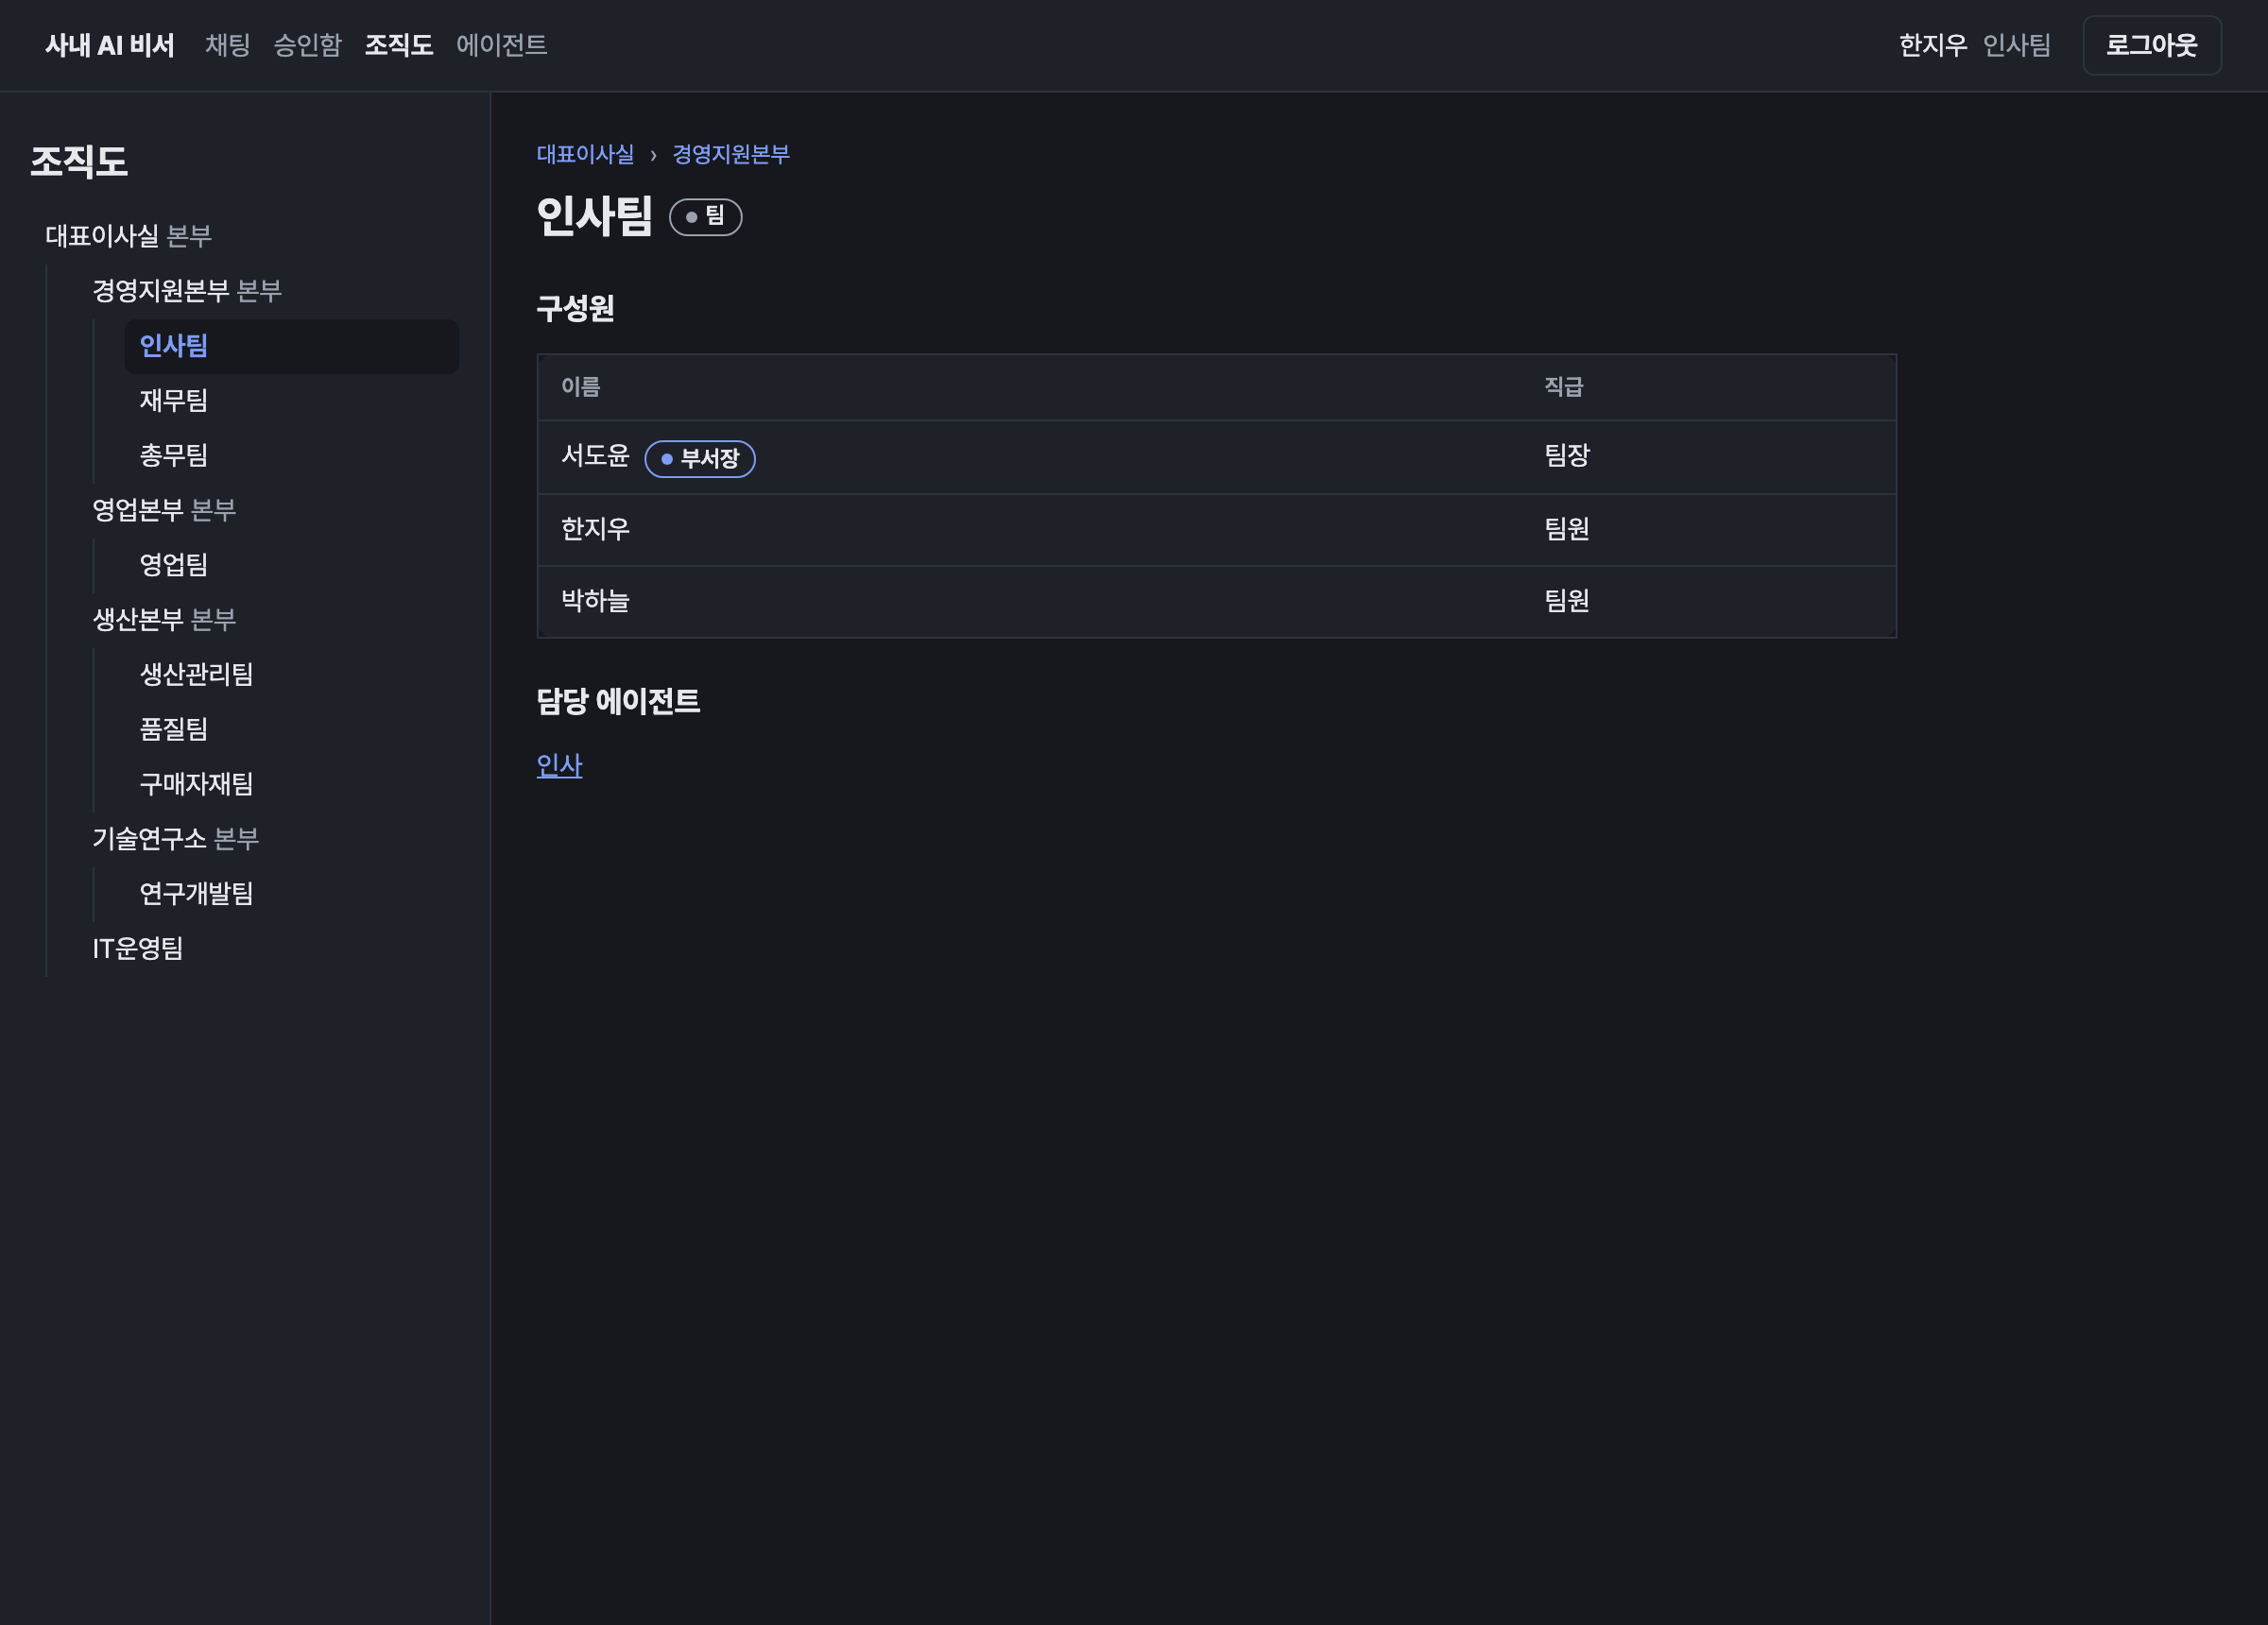 사내 AI 비서 채팅 승인함 조직도 에이전트 한지우 인사팀 로그아웃
조직도
대표이사실 본부
경영지원본부 본부
인사팀
재무팀
총무팀
영업본부 본부
영업팀
생산본부 본부
생산관리팀
품질팀
구매자재팀
기술연구소 본부
연구개발팀
IT운영팀
대표이사실 › 경영지원본부
인사팀 팀
구성원
이름 직급
서도윤 부서장 팀장
한지우 팀원
박하늘 팀원
담당 에이전트
인사